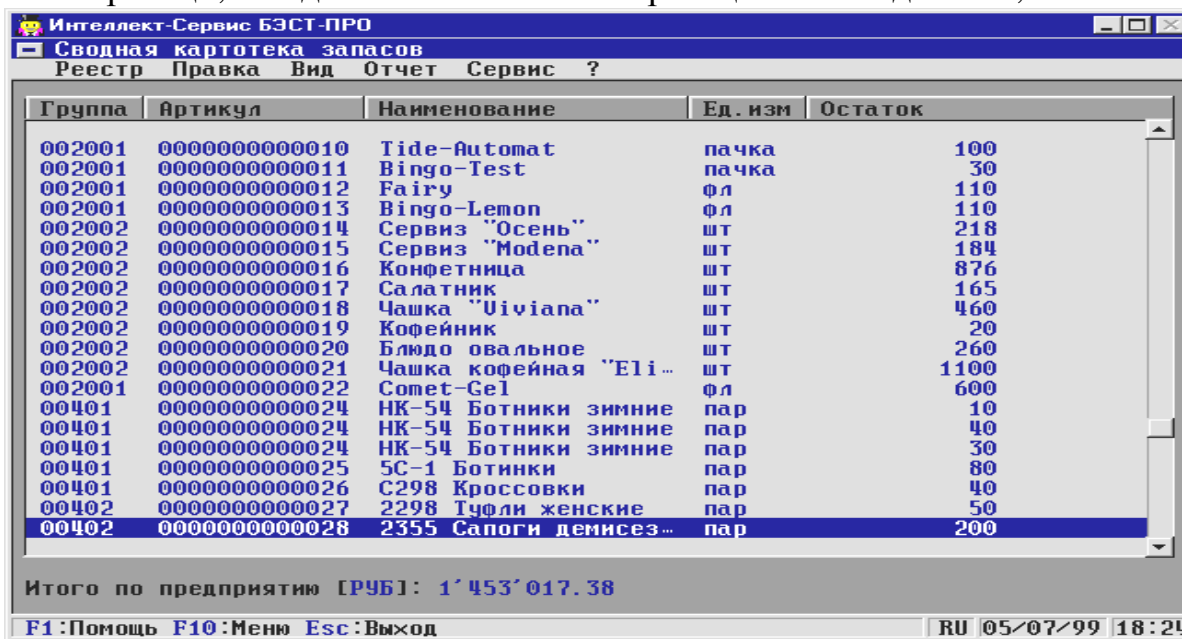 Интеллект-Сервис БЭСТ-ПРО
Сводная картотека запасов
Реестр Правка Вид Отчет Сервис ?
Группа Артикул Наименование Ед.изм Остаток
002001 0000000000010 Tide-Automat пачка 100
002001 0000000000011 Bingo-Test пачка 30
002001 0000000000012 Fairy фл 110
002001 0000000000013 Bingo-Lemon фл 110
002002 0000000000014 Сервиз "Осень" шт 218
002002 0000000000015 Сервиз "Modena" шт 184
002002 0000000000016 Конфетница шт 876
002002 0000000000017 Салатник шт 165
002002 0000000000018 Чашка "Viviana" шт 460
002002 0000000000019 Кофейник шт 20
002002 0000000000020 Блюдо овальное шт 260
002002 0000000000021 Чашка кофейная "Eli… шт 1100
002001 0000000000022 Comet-Gel фл 600
00401 0000000000024 НК-54 Ботники зимние пар 10
00401 0000000000024 НК-54 Ботники зимние пар 40
00401 0000000000024 НК-54 Ботники зимние пар 30
00401 0000000000025 5С-1 Ботинки пар 80
00401 0000000000026 С298 Кроссовки пар 40
00402 0000000000027 2298 Туфли женские пар 50
00402 0000000000028 2355 Сапоги демисез… пар 200
Итого по предприятию [РУБ]: 1'453'017.38
F1:Помощь F10:Меню Esc:Выход RU 05/07/99 18:24